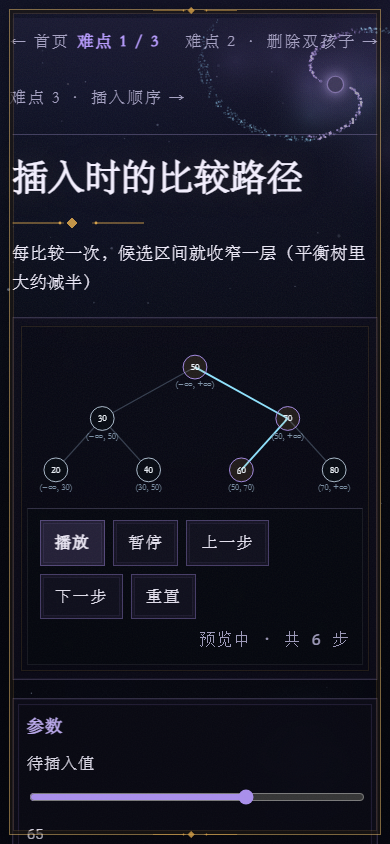 ← 首页 难点 1 / 3 难点 2 · 删除双孩子 →
难点 3 · 插入顺序 →
插入时的比较路径
每比较一次，候选区间就收窄一层（平衡树里
大约减半）
50
(−∞, +∞)
30 70
(−∞, 50) (50, +∞)
20 40 60 80
(−∞, 30) (30, 50) (50, 70) (70, +∞)
播放 暂停 上一步
下一步 重置
预览中 · 共 6 步
参数
待插入值
65